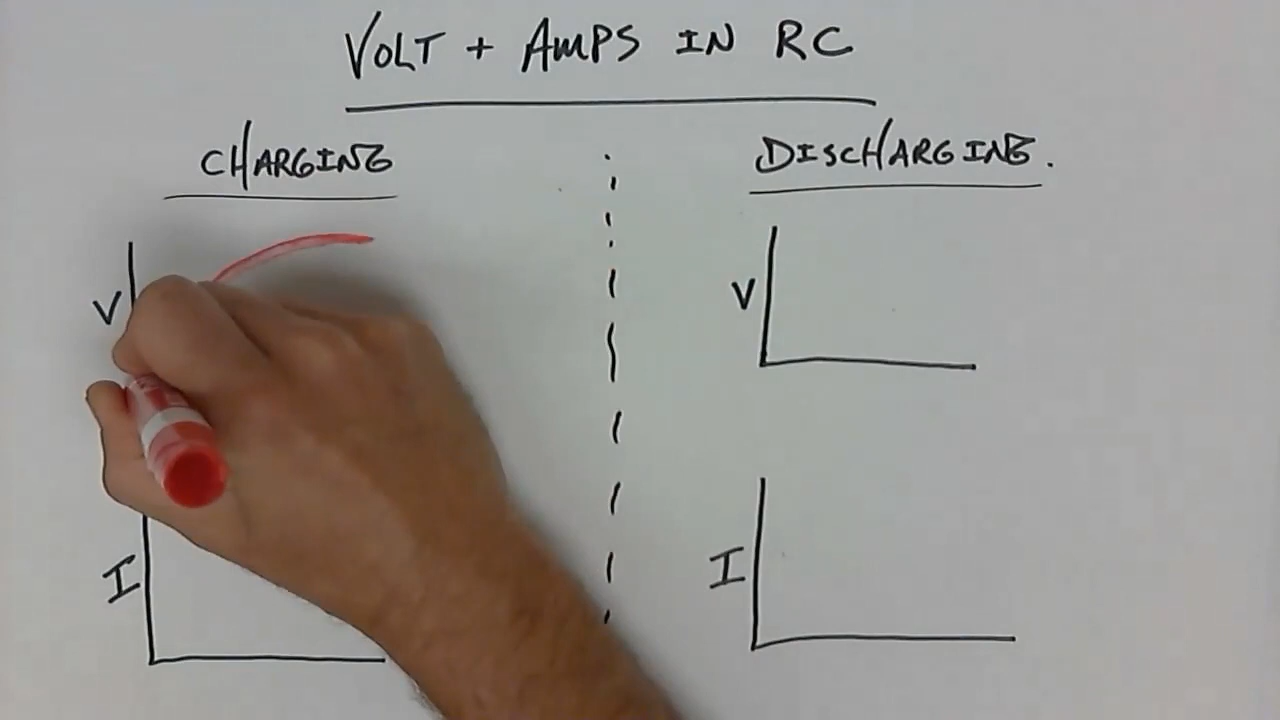 VOLT + AMPS IN RC
CHARGING
DISCHARGING.
V
V
I
I